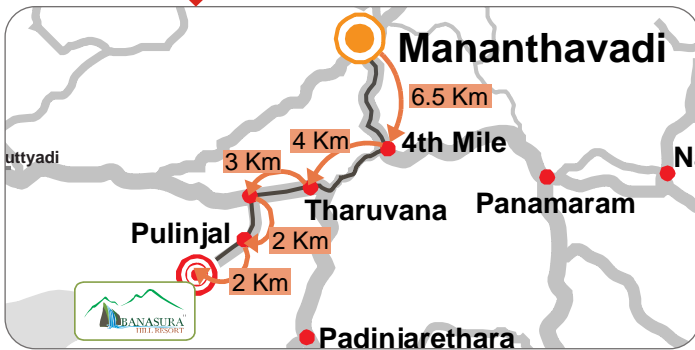 Mananthavadi
6.5 Km
4 Km
4th Mile
uttyadi
3 Km
Na
Tharuvana
Panamaram
Pulinjal
2 Km
2 Km
BANASURA
HILL RESORT
Padiniarethara